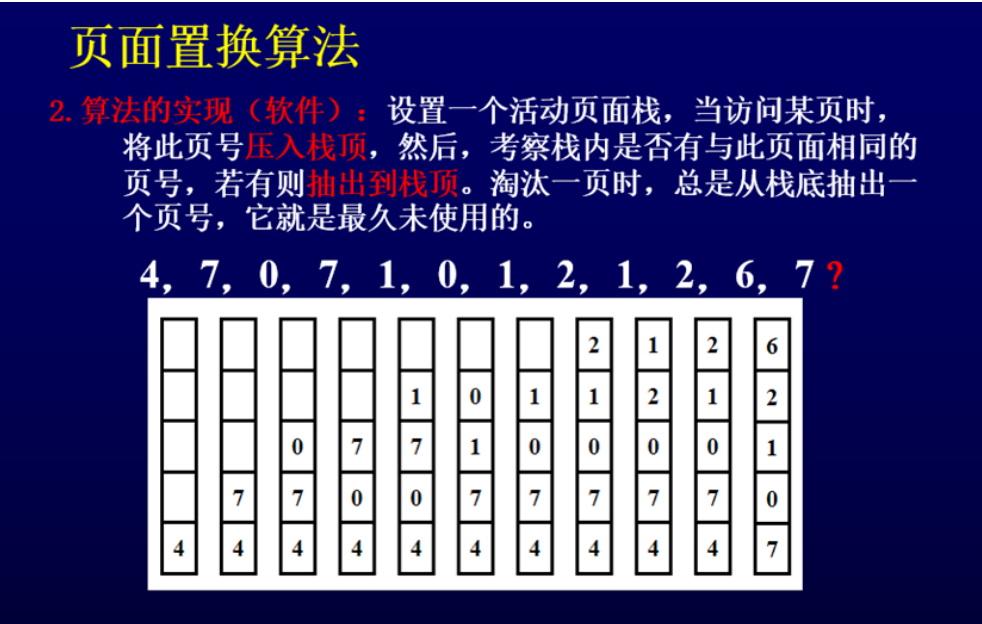 页面置换算法
2.算法的实现（软件）：设置一个活动页面栈，当访问某页时，
将此页号压入栈顶，然后，考察栈内是否有与此页面相同的
页号，若有则抽出到栈顶。淘汰一页时，总是从栈底抽出一
个页号，它就是最久未使用的。
4，7，0，7，1，0，1，2，1，2，6，7？
2 1 2 6
1 0 1 1 2 1 2
0 7 7 1 0 0 0 0 1
7 7 0 0 7 7 7 7 7 0
4 4 4 4 4 4 4 4 4 4 7